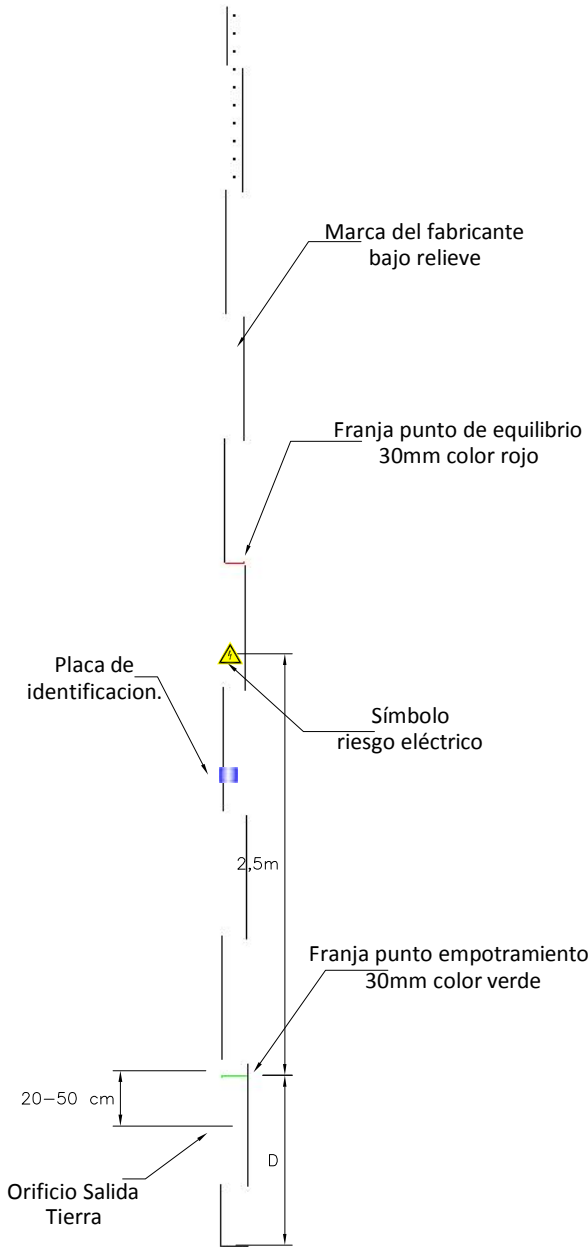 Marca del fabricante
bajo relieve
Franja punto de equilibrio
30mm color rojo
Placa de
identificacion.
Símbolo
riesgo eléctrico
2,5m
Franja punto empotramiento
30mm color verde
20-50 cm
D
Orificio Salida
Tierra